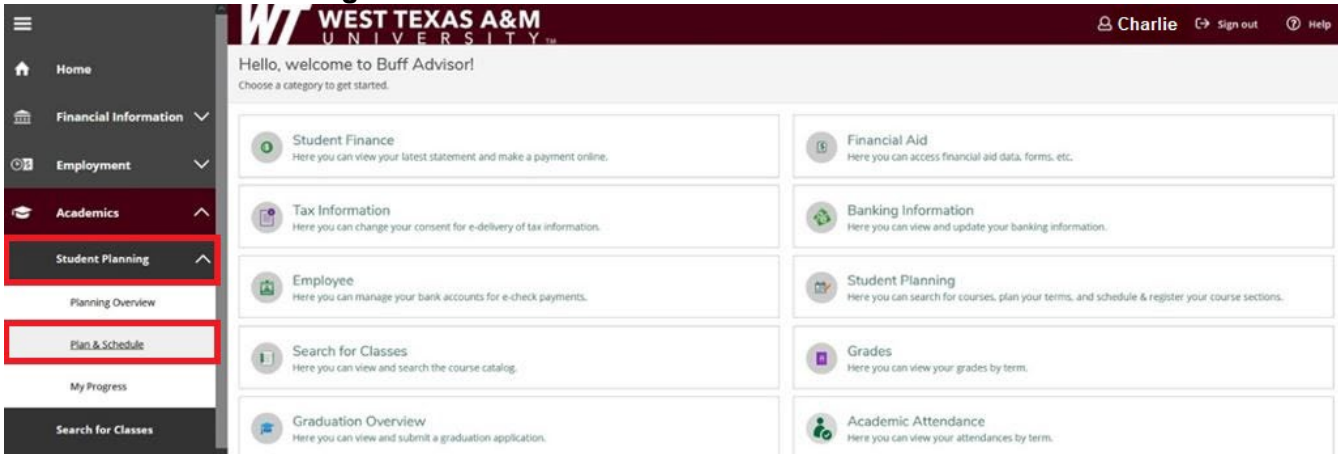 WT WEST TEXAS A&M
UNIVERSITY™
Charlie Sign out Help
Home
Financial Information
Employment
Academics
Student Planning
Planning Overview
Plan & Schedule
My Progress
Search for Classes
Hello, welcome to Buff Advisor!
Choose a category to get started.
Student Finance
Here you can view your latest statement and make a payment online.
Financial Aid
Here you can access financial aid data, forms, etc.
Tax Information
Here you can change your consent for e-delivery of tax information.
Banking Information
Here you can view and update your banking information.
Employee
Here you can manage your bank accounts for e-check payments.
Student Planning
Here you can search for courses, plan your terms, and schedule & register your course sections.
Search for Classes
Here you can view and search the course catalog.
Grades
Here you can view your grades by term.
Graduation Overview
Here you can view and submit a graduation application.
Academic Attendance
Here you can view your attendances by term.